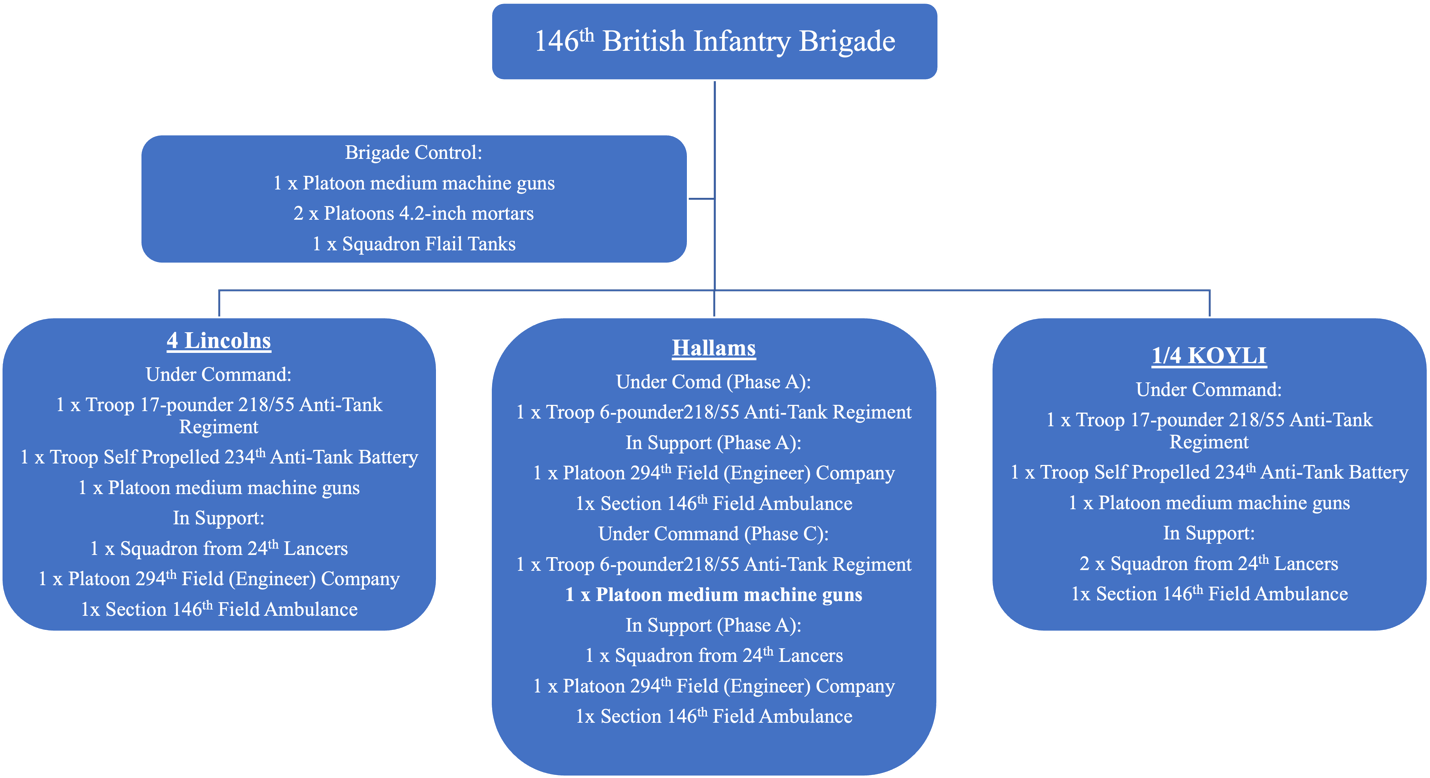 146th British Infantry Brigade
Brigade Control:
1 x Platoon medium machine guns
2 x Platoons 4.2-inch mortars
1 x Squadron Flail Tanks
4 Lincolns
Under Command:
1 x Troop 17-pounder 218/55 Anti-Tank
Regiment
1 x Troop Self Propelled 234th Anti-Tank Battery
1 x Platoon medium machine guns
In Support:
1 x Squadron from 24th Lancers
1 x Platoon 294th Field (Engineer) Company
1x Section 146th Field Ambulance
Hallams
Under Comd (Phase A):
1 x Troop 6-pounder218/55 Anti-Tank Regiment
In Support (Phase A):
1 x Platoon 294th Field (Engineer) Company
1x Section 146th Field Ambulance
Under Command (Phase C):
1 x Troop 6-pounder218/55 Anti-Tank Regiment
1 x Platoon medium machine guns
In Support (Phase A):
1 x Squadron from 24th Lancers
1 x Platoon 294th Field (Engineer) Company
1x Section 146th Field Ambulance
1/4 KOYLI
Under Command:
1 x Troop 17-pounder 218/55 Anti-Tank
Regiment
1 x Troop Self Propelled 234th Anti-Tank Battery
1 x Platoon medium machine guns
In Support:
2 x Squadron from 24th Lancers
1x Section 146th Field Ambulance